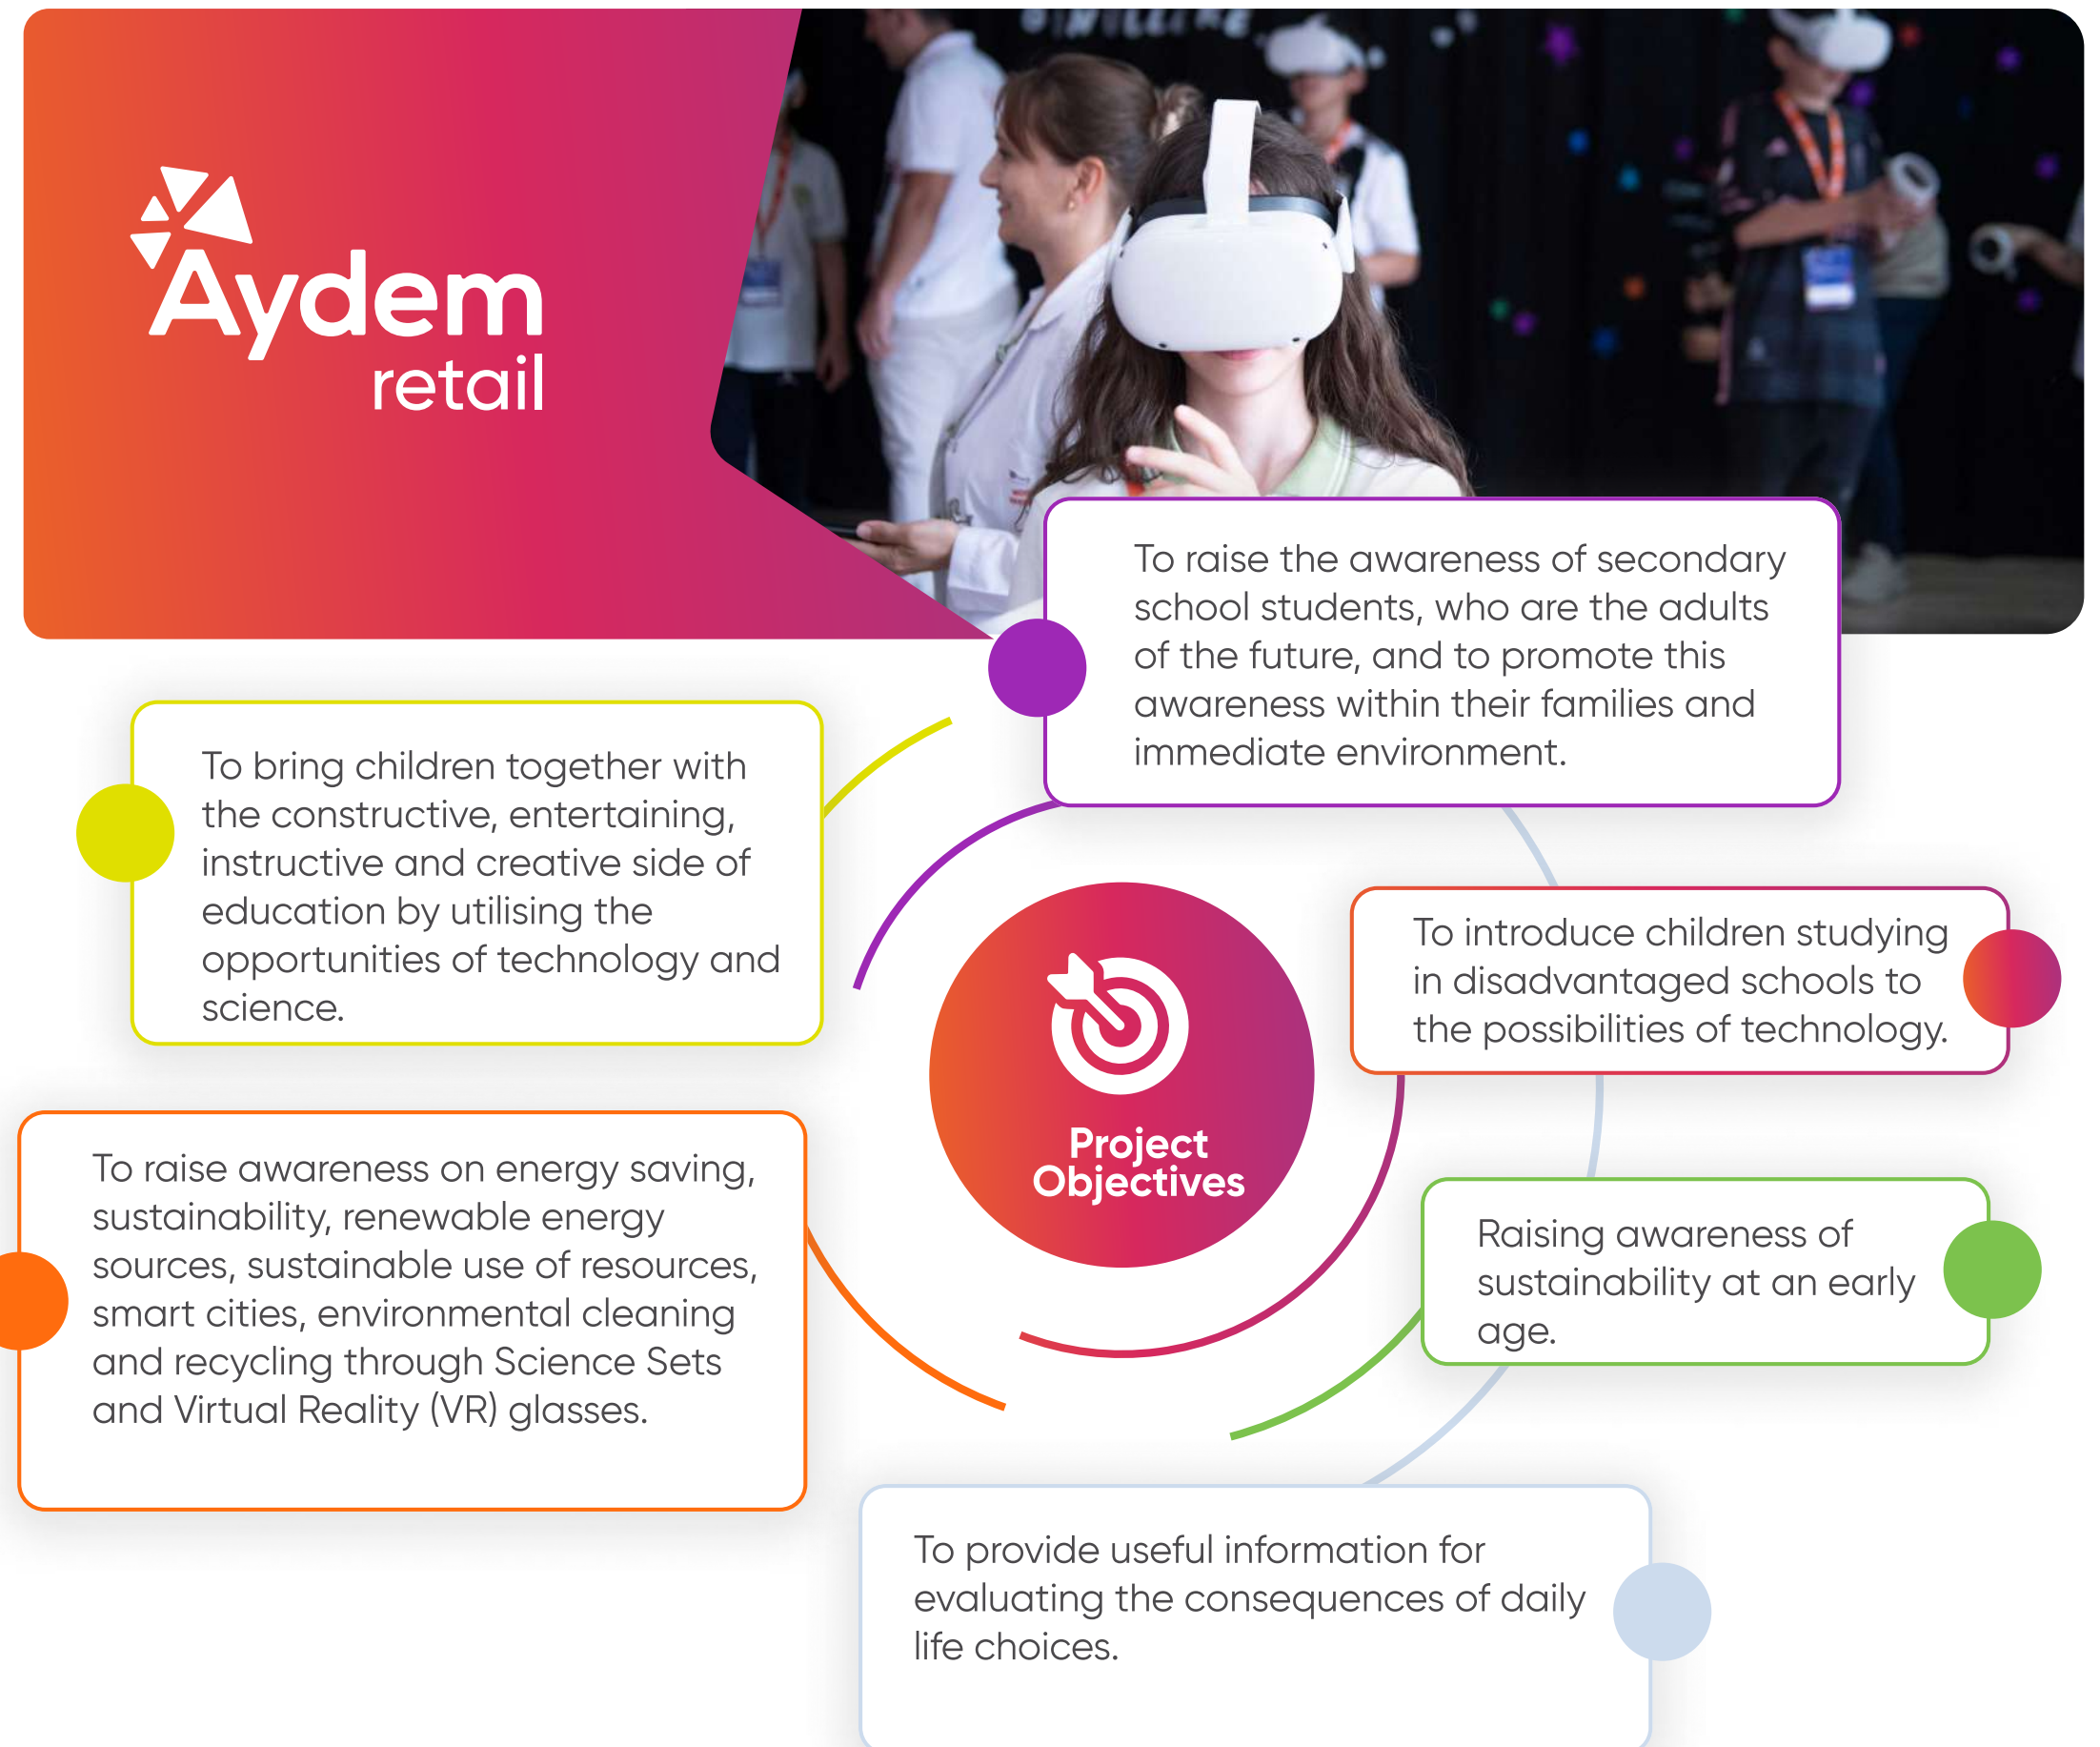 Aydem
retail
To raise the awareness of secondary
school students, who are the adults
of the future, and to promote this
awareness within their families and
immediate environment.
To bring children together with
the constructive, entertaining,
instructive and creative side of
education by utilising the
opportunities of technology and
science.
To introduce children studying
in disadvantaged schools to
the possibilities of technology.
Project
Objectives
To raise awareness on energy saving,
sustainability, renewable energy
sources, sustainable use of resources,
smart cities, environmental cleaning
and recycling through Science Sets
and Virtual Reality (VR) glasses.
Raising awareness of
sustainability at an early
age.
To provide useful information for
evaluating the consequences of daily
life choices.